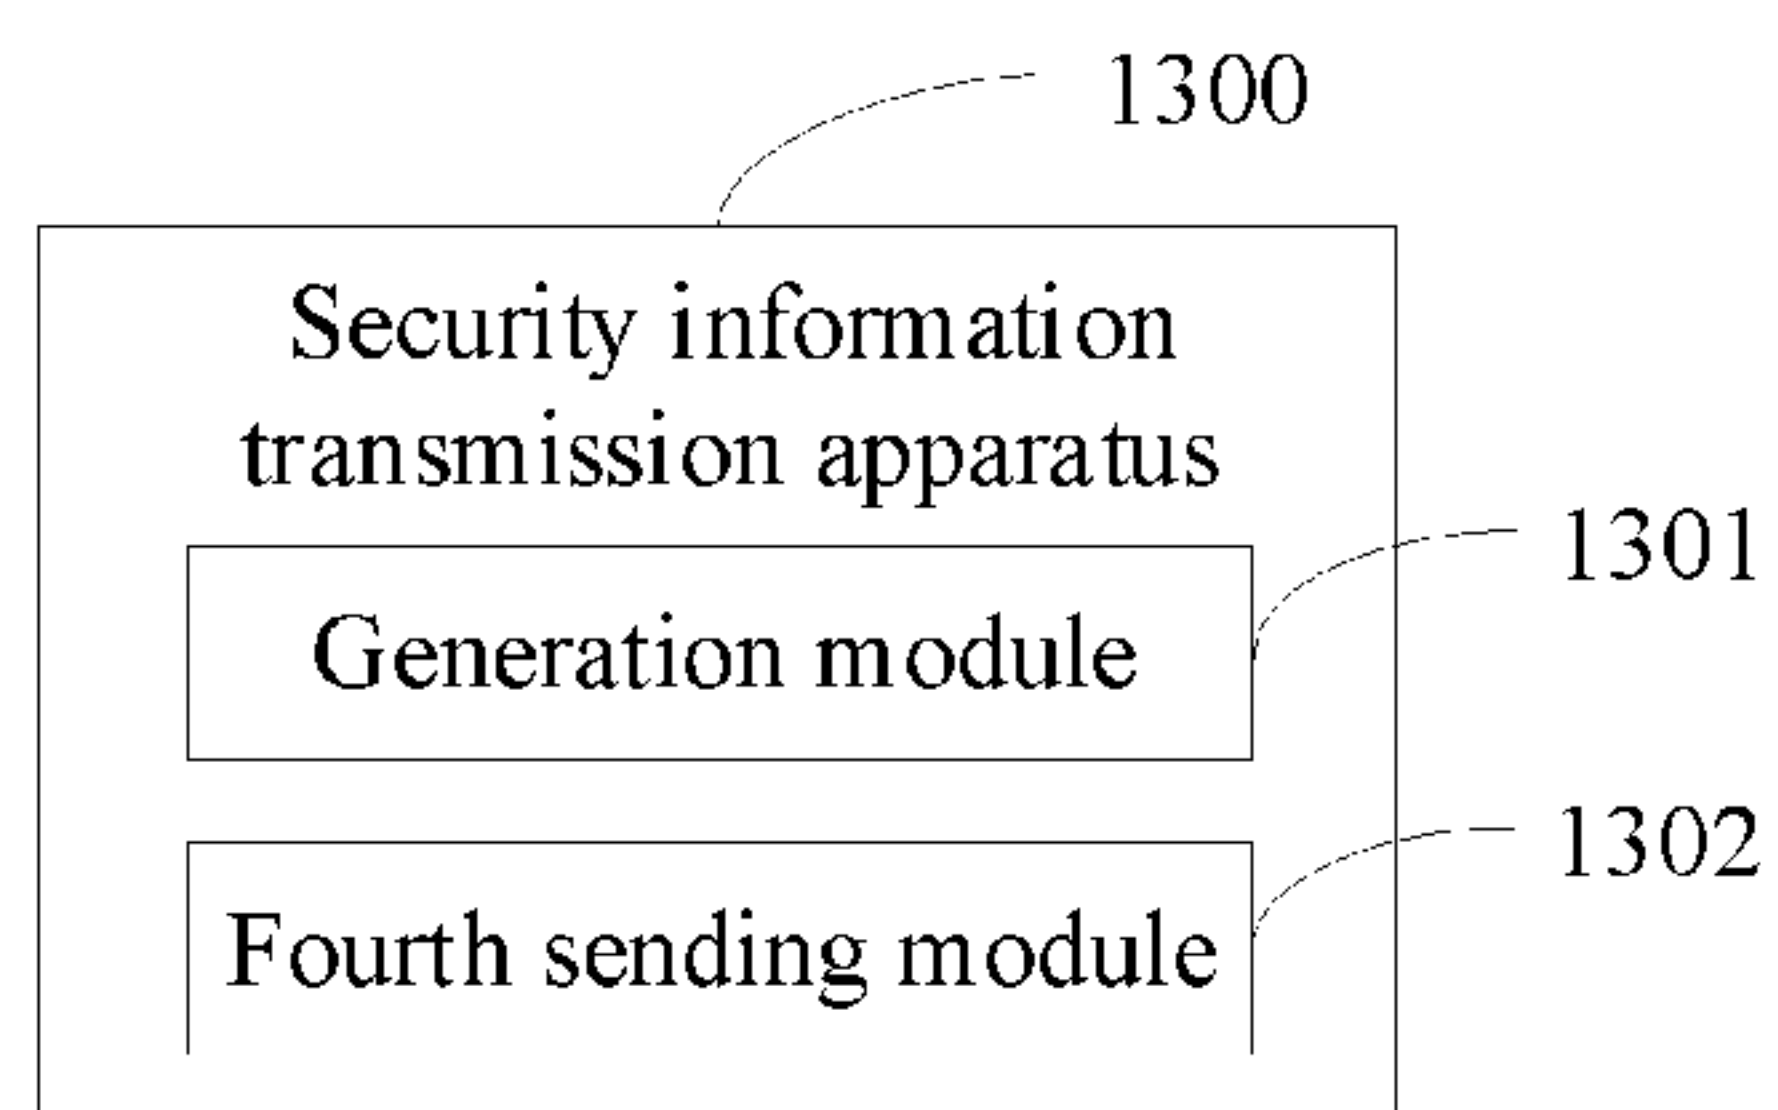 1300
Security information
transmission apparatus
1301
Generation module
1302
Fourth sending module